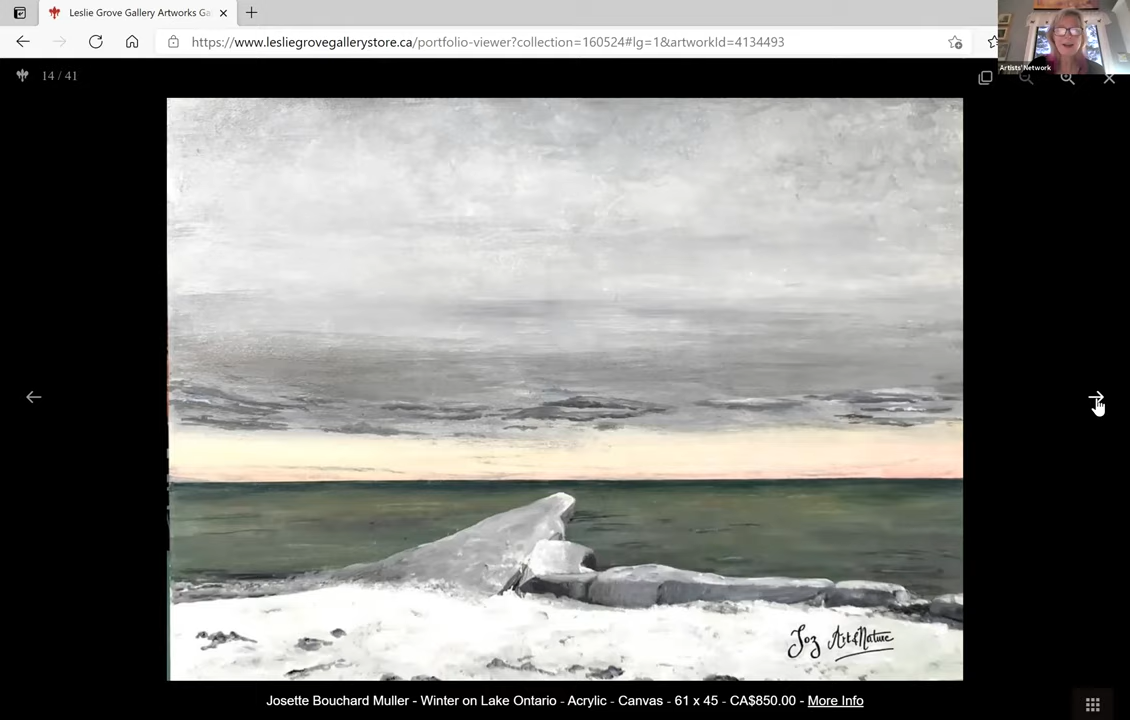 Leslie Grove Gallery Artworks Ga
https://www.lesliegrovegallerystore.ca/portfolio-viewer?collection=160524#lg=1&artworkId=4134493
Artists' Network
14 / 41
Joz Art&Nature
Josette Bouchard Muller - Winter on Lake Ontario - Acrylic - Canvas - 61 x 45 - CA$850.00 - More Info